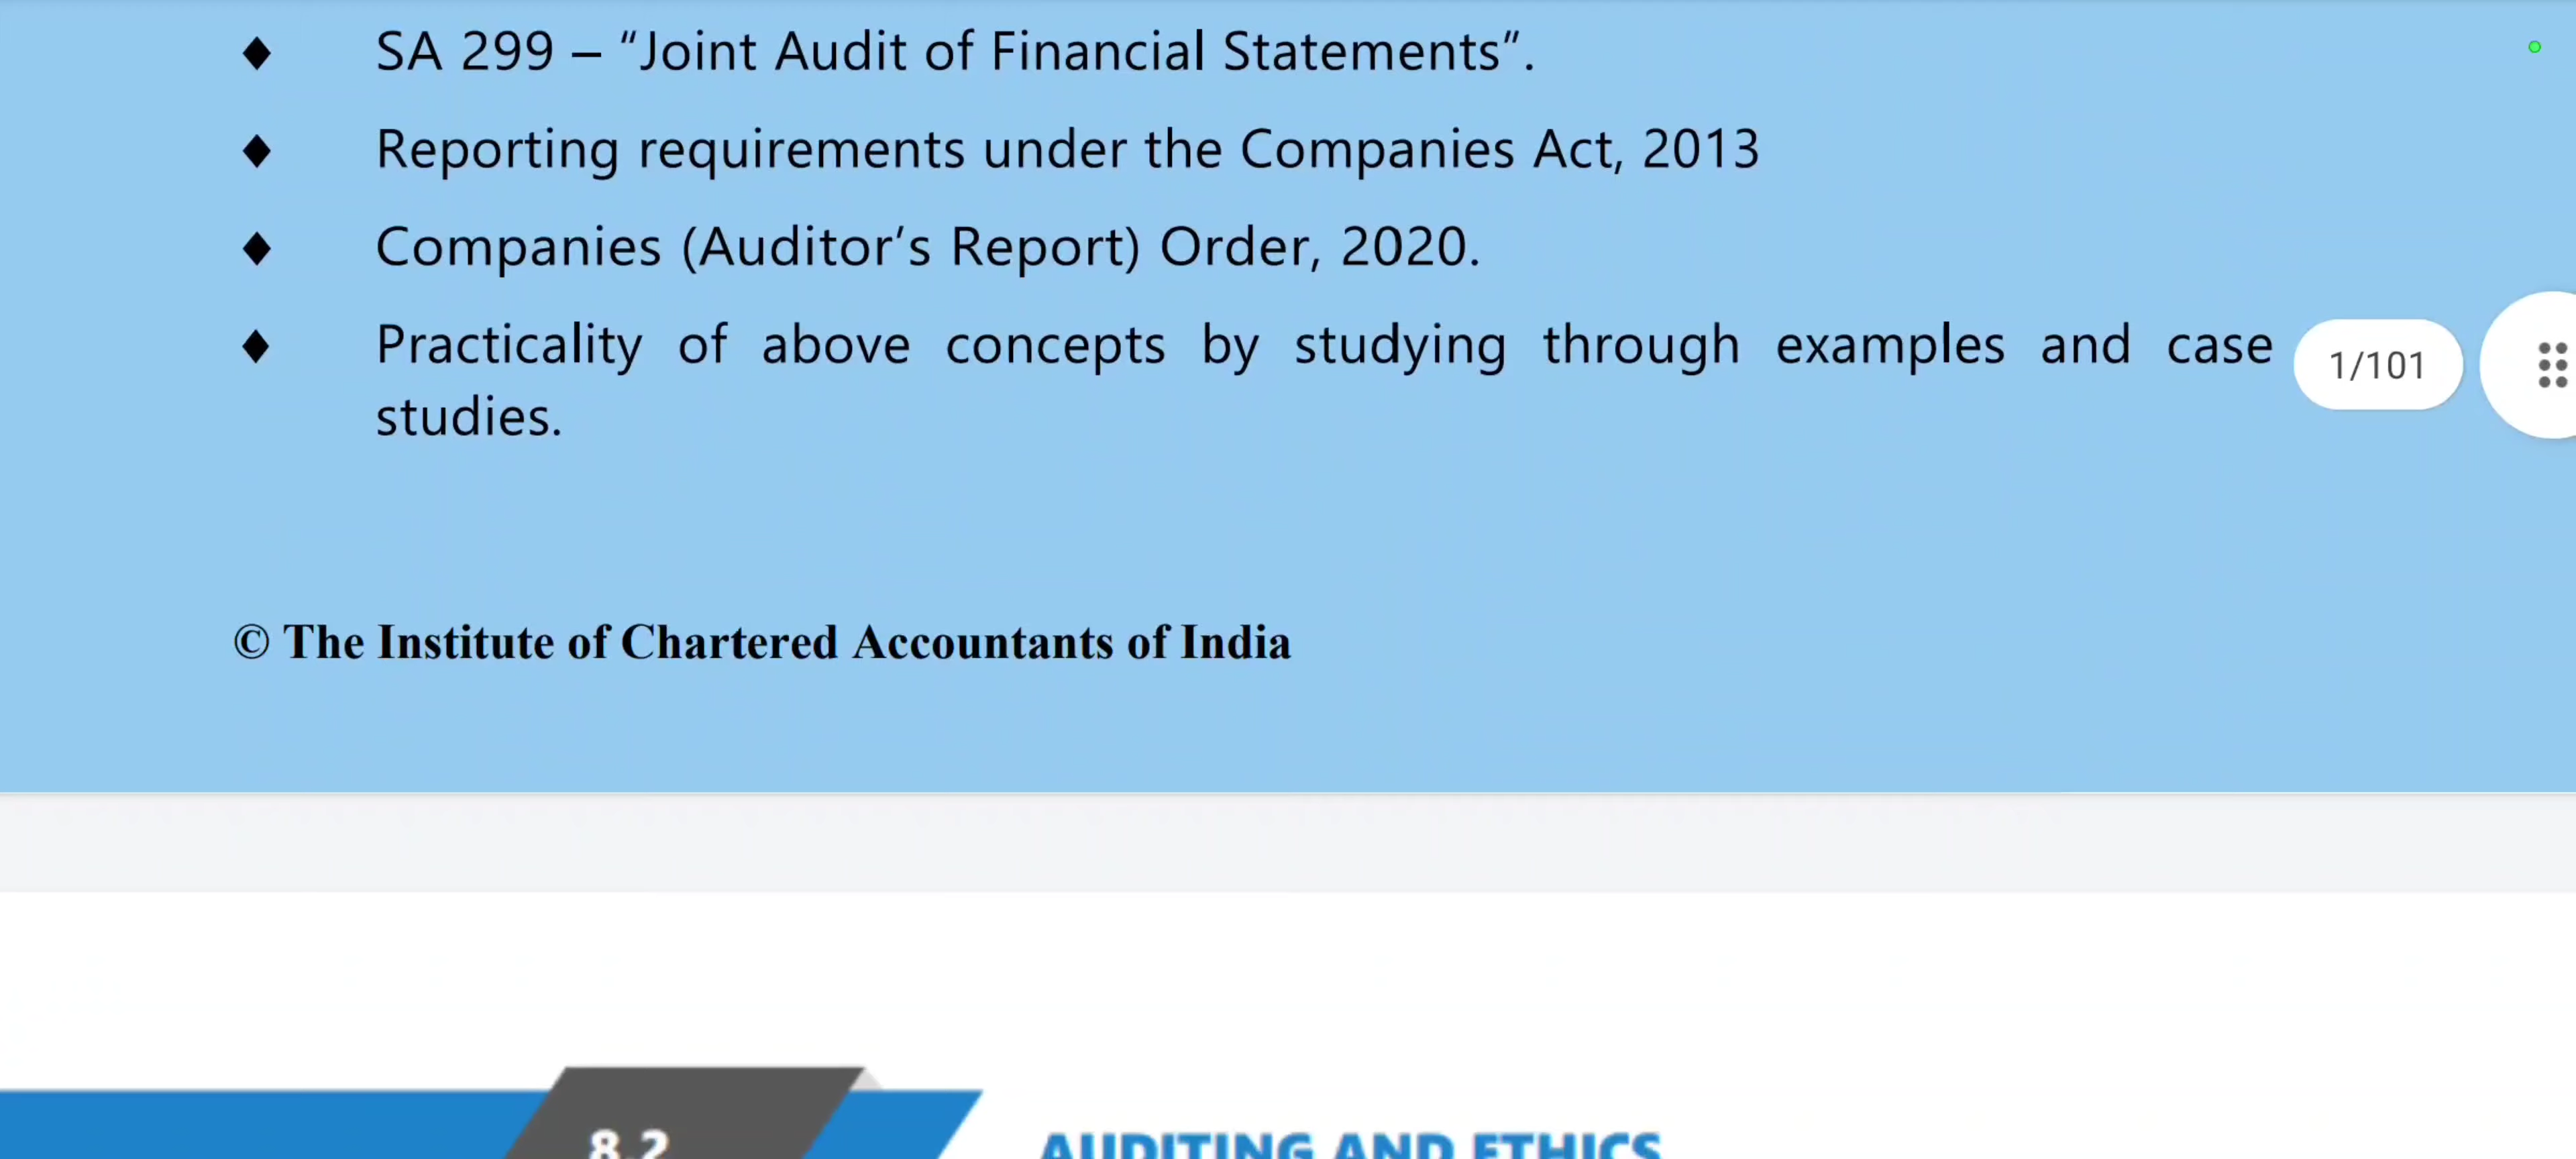 ♦ SA 299 – “Joint Audit of Financial Statements”.
♦ Reporting requirements under the Companies Act, 2013
♦ Companies (Auditor’s Report) Order, 2020.
♦ Practicality of above concepts by studying through examples and case
studies.
1/101
© The Institute of Chartered Accountants of India
8.2
AUDITING AND ETHICS